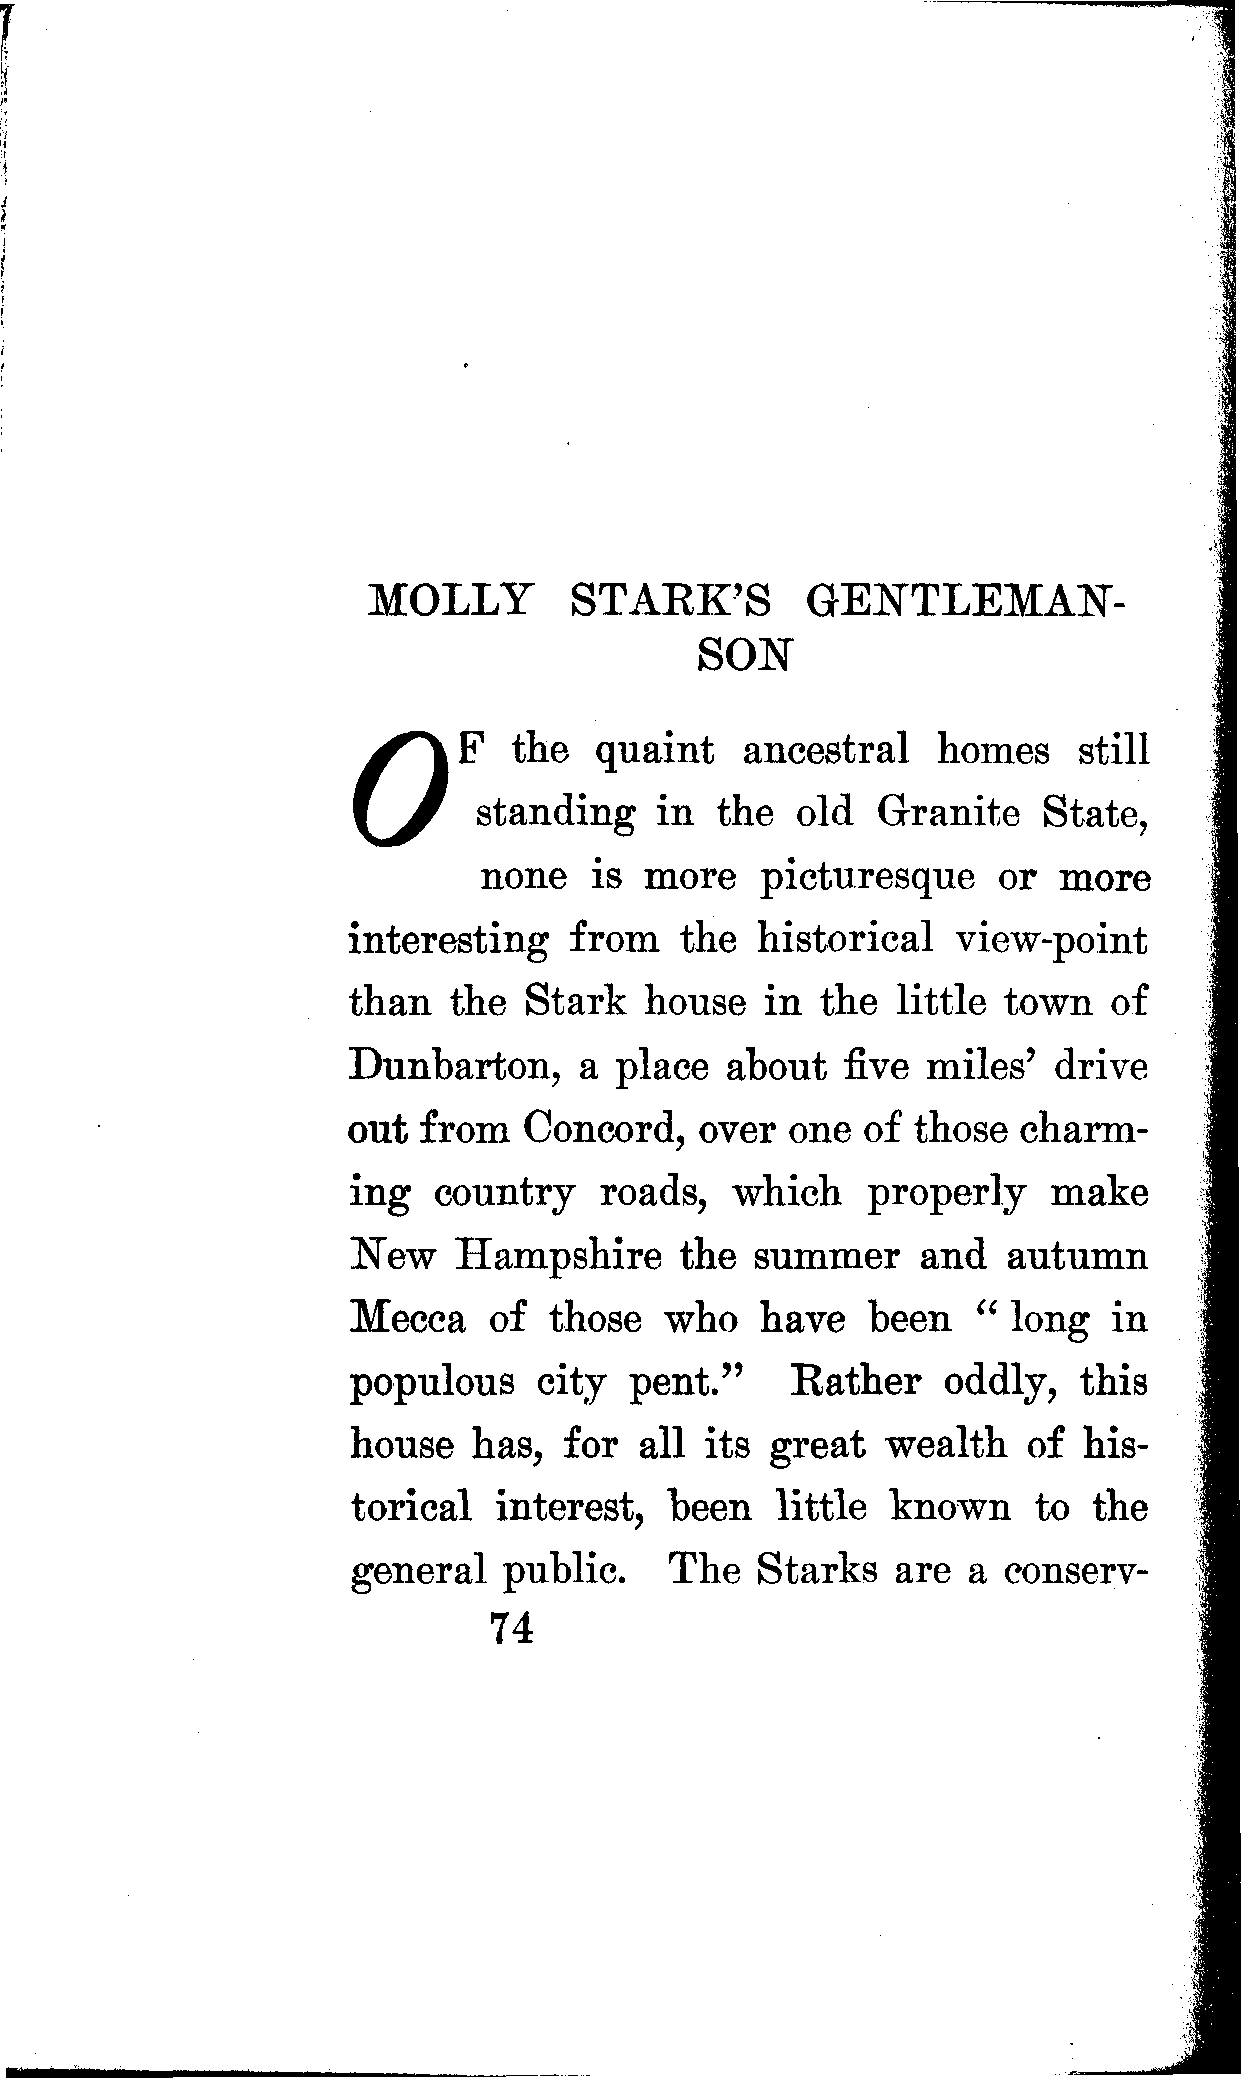 MOLLY STARK'S GENTLEMAN-
SON
OF the quaint ancestral homes still
standing in the old Granite State,
none is more picturesque or more
interesting from the historical view-point
than the Stark house in the little town of
Dunbarton, a place about five miles' drive
out from Concord, over one of those charm-
ing country roads, which properly make
New Hampshire the summer and autumn
Mecca of those who have been “ long in
populous city pent.” Rather oddly, this
house has, for all its great wealth of his-
torical interest, been little known to the
general public. The Starks are a conserv-
74